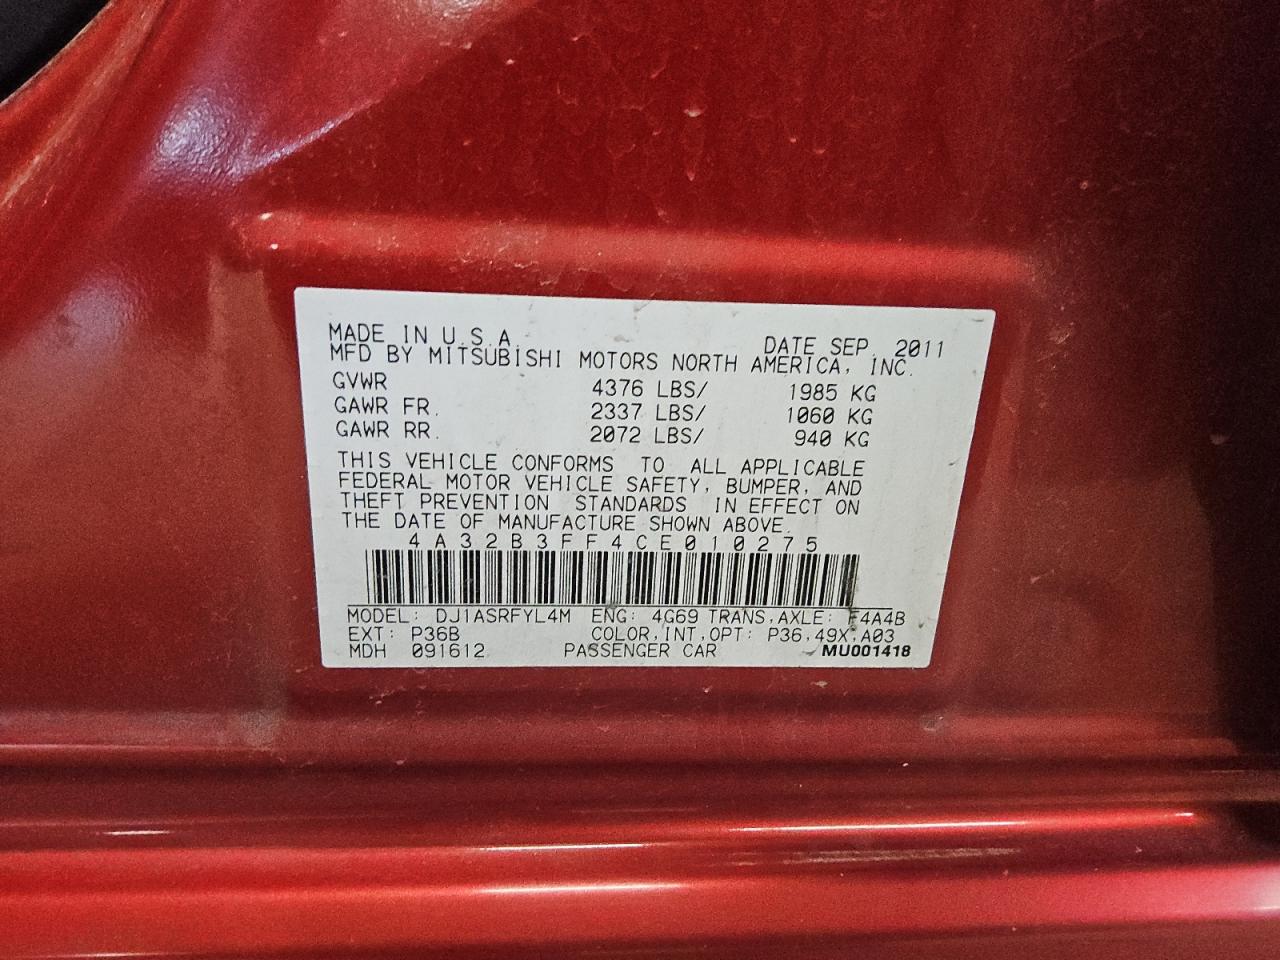 MADE IN U.S.A. DATE SEP. 2011
MFD BY MITSUBISHI MOTORS NORTH AMERICA, INC.
GVWR 4376 LBS/ 1985 KG
GAWR FR. 2337 LBS/ 1060 KG
GAWR RR. 2072 LBS/ 940 KG
THIS VEHICLE CONFORMS TO ALL APPLICABLE
FEDERAL MOTOR VEHICLE SAFETY, BUMPER, AND
THEFT PREVENTION STANDARDS IN EFFECT ON
THE DATE OF MANUFACTURE SHOWN ABOVE.
4A32B3FF4CE010275
MODEL: DJ1ASRFYL4M ENG: 4G69 TRANS,AXLE: F4A4B
EXT: P36B COLOR,INT,OPT: P36,49X,A03
MDH 091612 PASSENGER CAR MU001418